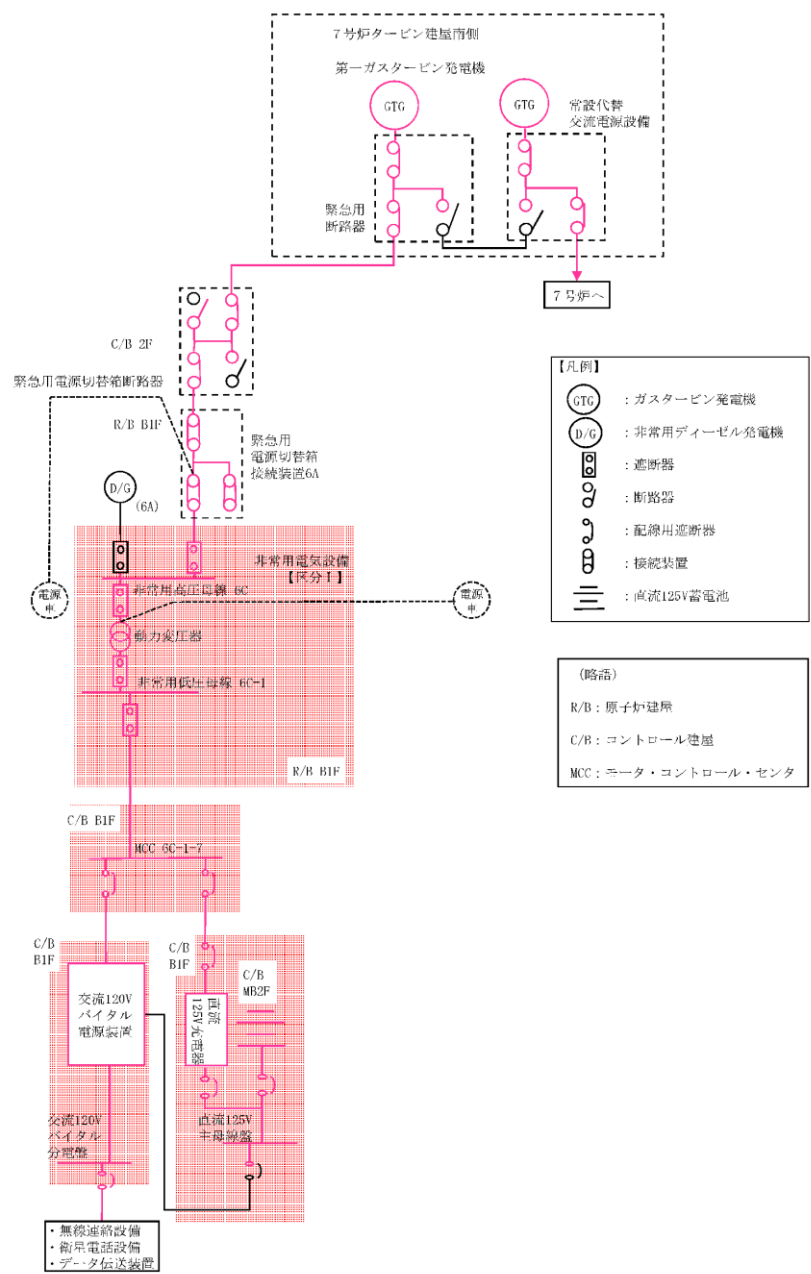 7号炉タービン建屋南側
第一ガスタービン発電機
GTG
GTG
常設代替
交流電源設備
緊急用
断路器
7号炉へ
C/B 2F
緊急用電源切替箱断路器
R/B B1F
緊急用
電源切替箱
接続装置6A
D/G
(6A)
非常用電気設備
【区分Ⅰ】
電源
車
非常用高圧母線 6C
電源
車
動力変圧器
非常用低圧母線 6C-1
R/B B1F
C/B B1F
MCC 6C-1-7
C/B
B1F
C/B
B1F
C/B
MB2F
交流120V
バイタル
電源装置
直流
125V充電器
交流120V
バイタル
分電盤
直流125V
主母線盤
・無線連絡設備
・衛星電話設備
・データ伝送装置
【凡例】
GTG
:ガスタービン発電機
D/G
:非常用ディーゼル発電機
:遮断器
:断路器
:配線用遮断器
:接続装置
:直流125V蓄電池
(略語)
R/B:原子炉建屋
C/B:コントロール建屋
MCC:モータ・コントロール・センタ